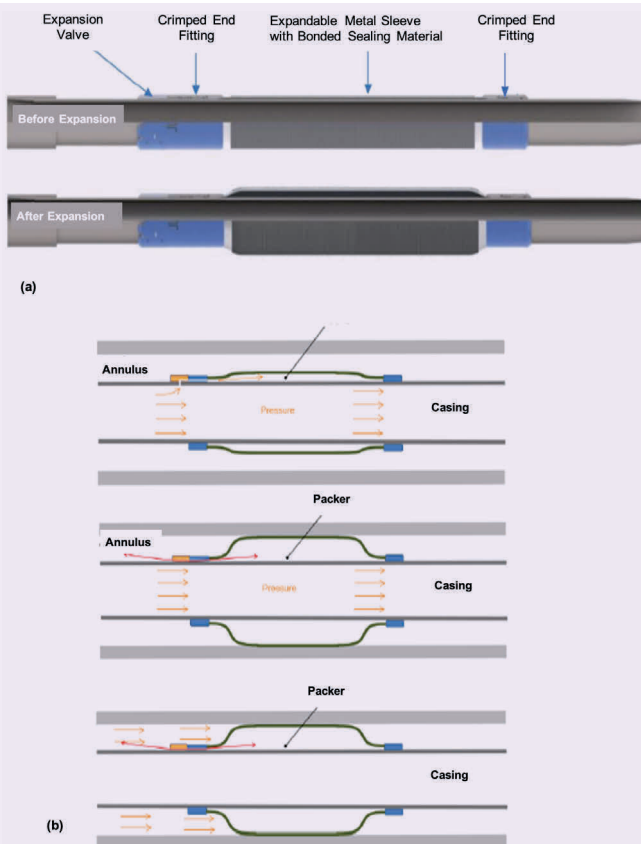 Expansion
Valve
Crimped End
Fitting
Expandable Metal Sleeve
with Bonded Sealing Material
Crimped End
Fitting
Before Expansion
After Expansion
(a)
Annulus
Pressure
Casing
Packer
Annulus
Pressure
Casing
Packer
Casing
(b)